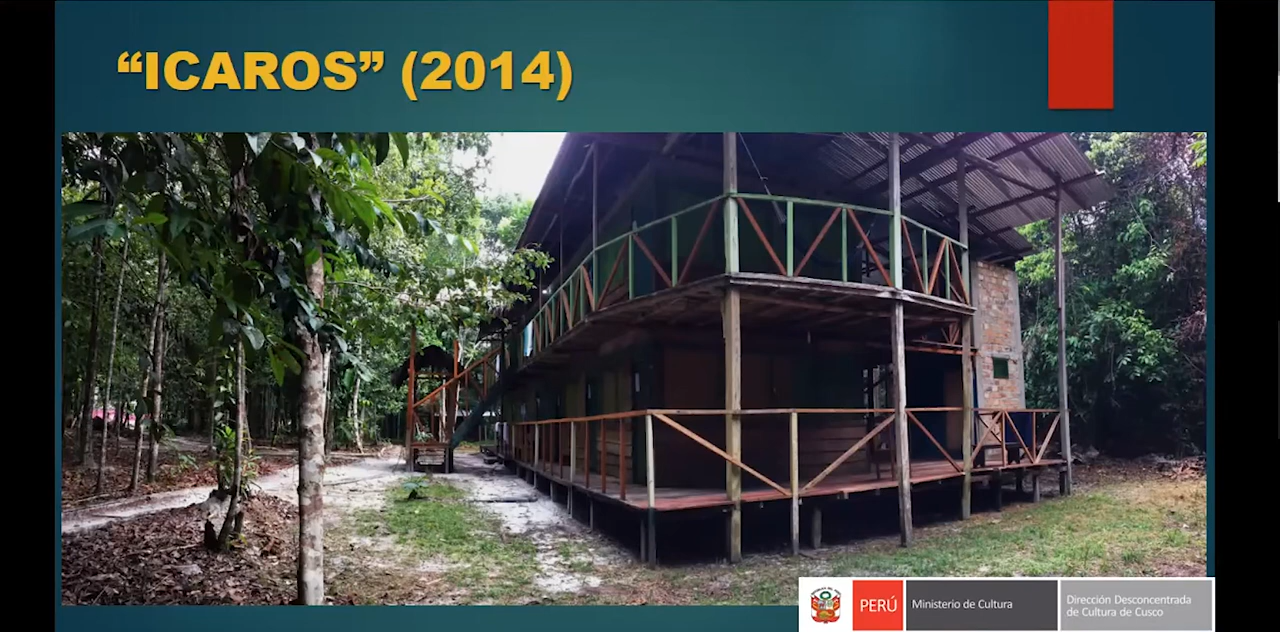 “ICAROS” (2014)
PERÚ
Ministerio de Cultura
Dirección Desconcentrada
de Cultura de Cusco